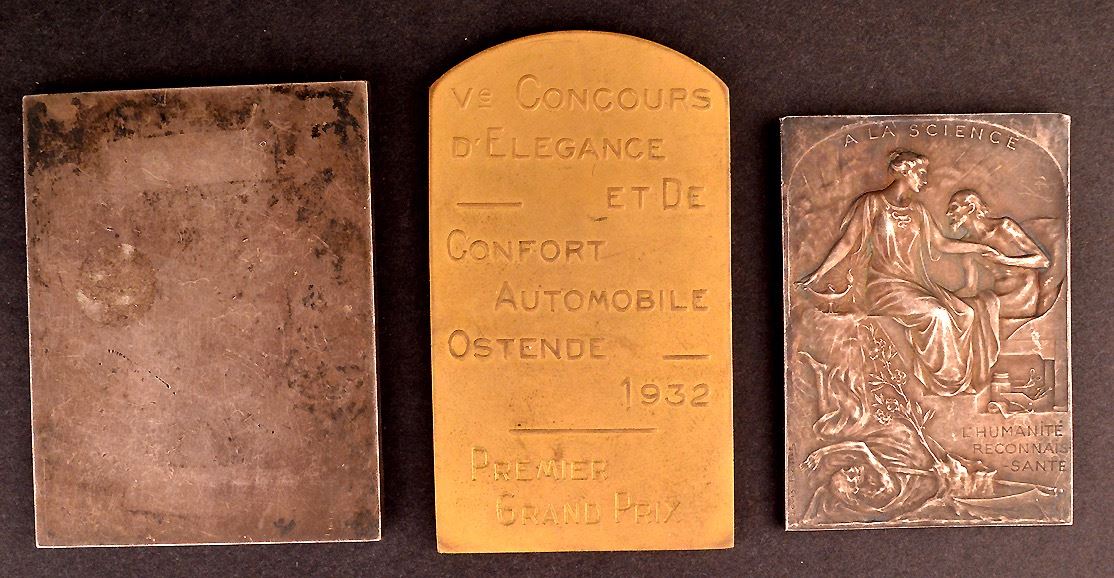 Ve CONCOURS
D'ELEGANCE
— ET DE
CONFORT
AUTOMOBILE
OSTENDE —
1932
PREMIER
GRAND PRIX
A LA SCIENCE
L'HUMANITÉ
RECONNAIS
-SANTE